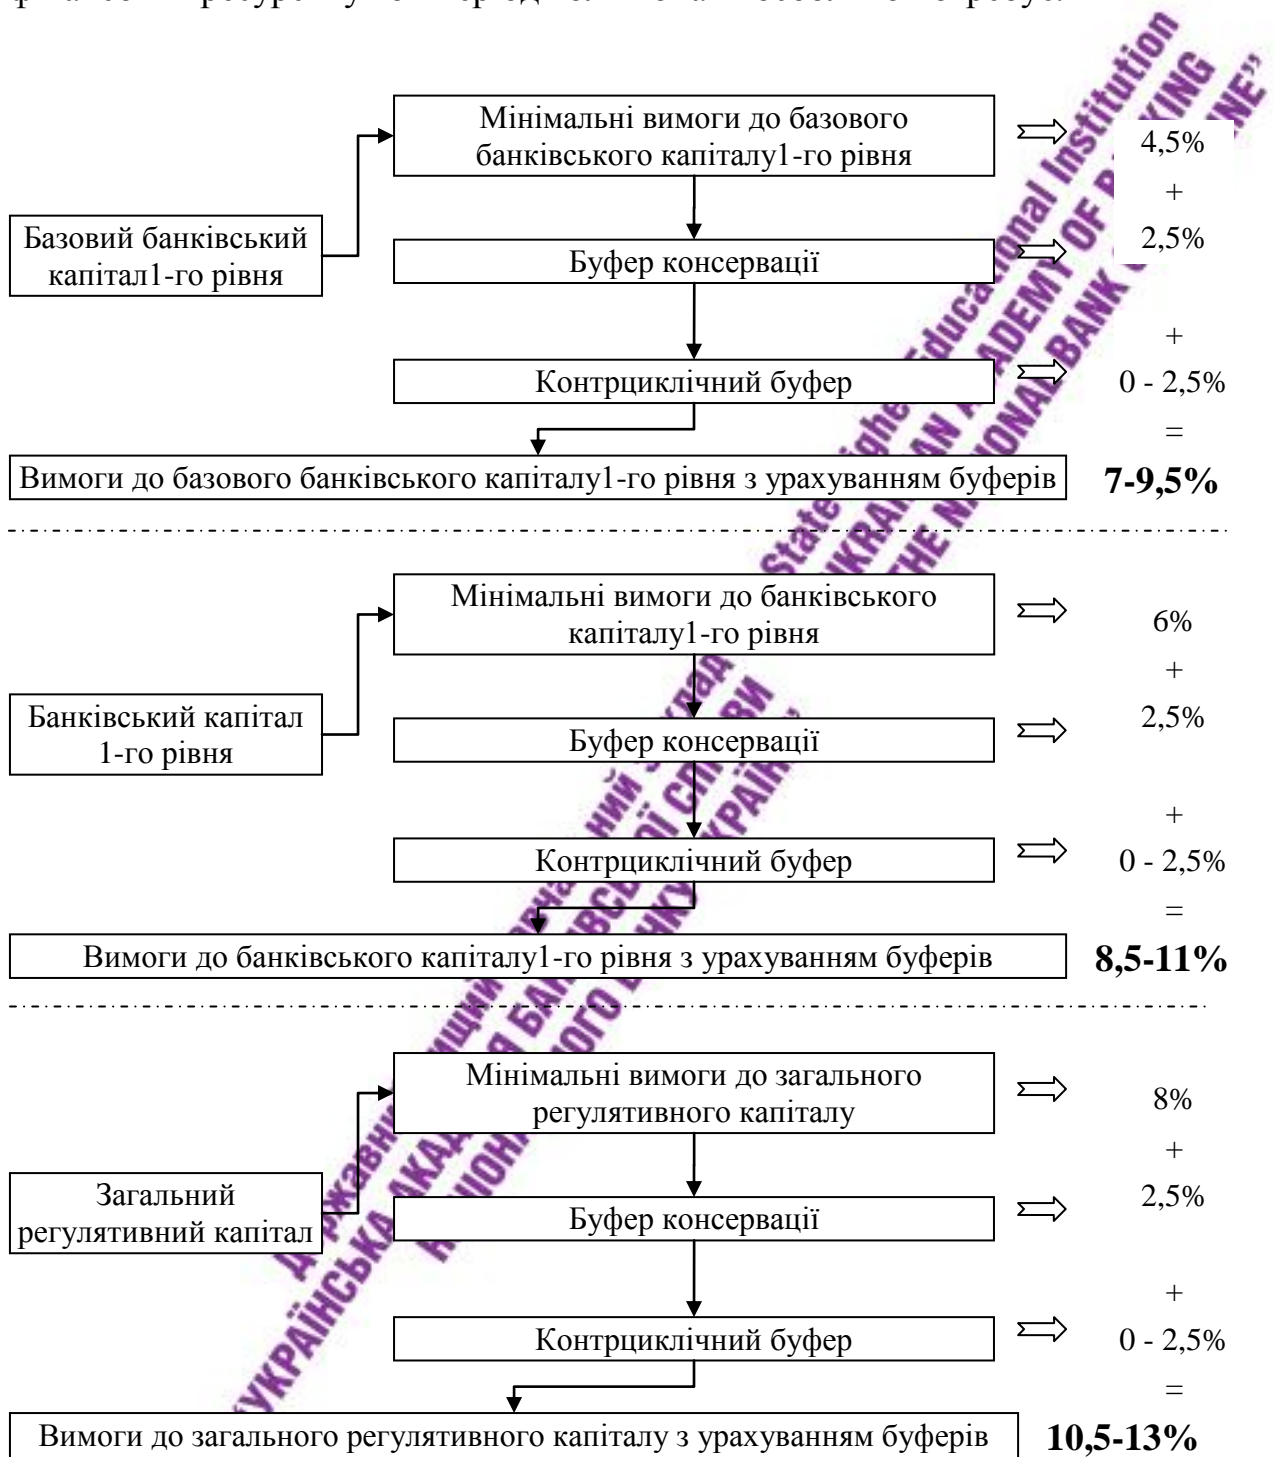 Мінімальні вимоги до базового
банківського капіталу1-го рівня
4,5%
+
Базовий банківський
капітал1-го рівня
Буфер консервації
2,5%
+
Контрциклічний буфер
0 - 2,5%
=
Вимоги до базового банківського капіталу1-го рівня з урахуванням буферів
7-9,5%
Мінімальні вимоги до банківського
капіталу1-го рівня
6%
+
Банківський капітал
1-го рівня
Буфер консервації
2,5%
+
Контрциклічний буфер
0 - 2,5%
=
Вимоги до банківського капіталу1-го рівня з урахуванням буферів
8,5-11%
Мінімальні вимоги до загального
регулятивного капіталу
8%
+
Загальний
регулятивний капітал
Буфер консервації
2,5%
+
Контрциклічний буфер
0 - 2,5%
=
Вимоги до загального регулятивного капіталу з урахуванням буферів
10,5-13%
State Educational Institution